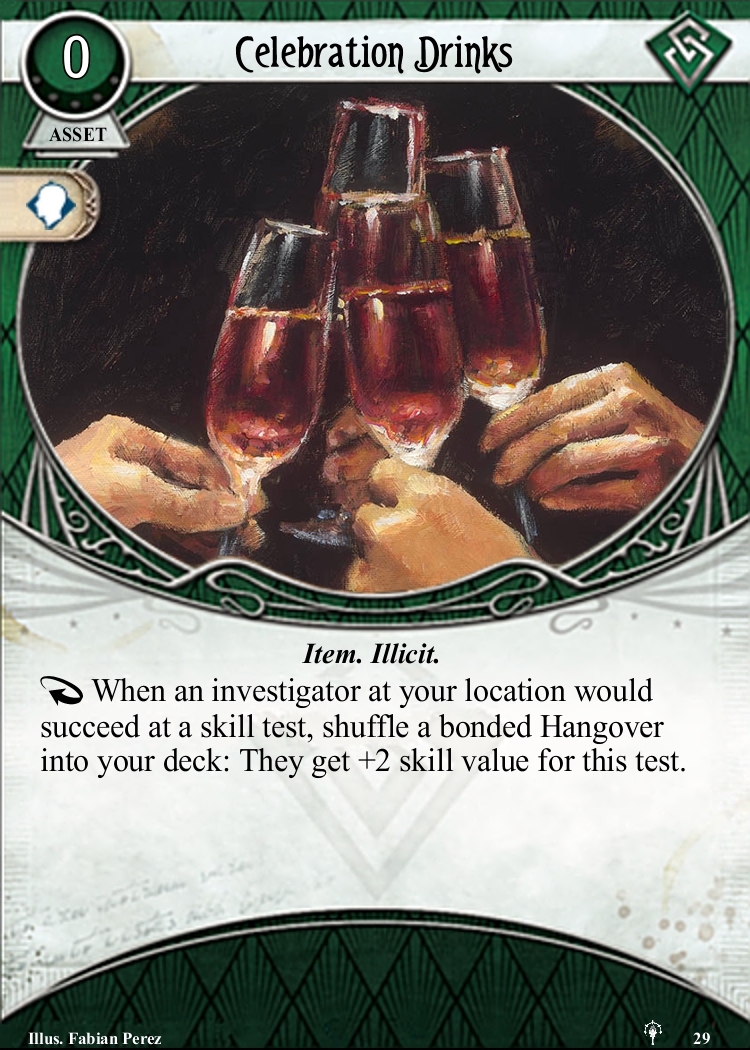 0
Celebration Drinks
ASSET
Item. Illicit.
When an investigator at your location would
succeed at a skill test, shuffle a bonded Hangover
into your deck: They get +2 skill value for this test.
Illus. Fabian Perez
29